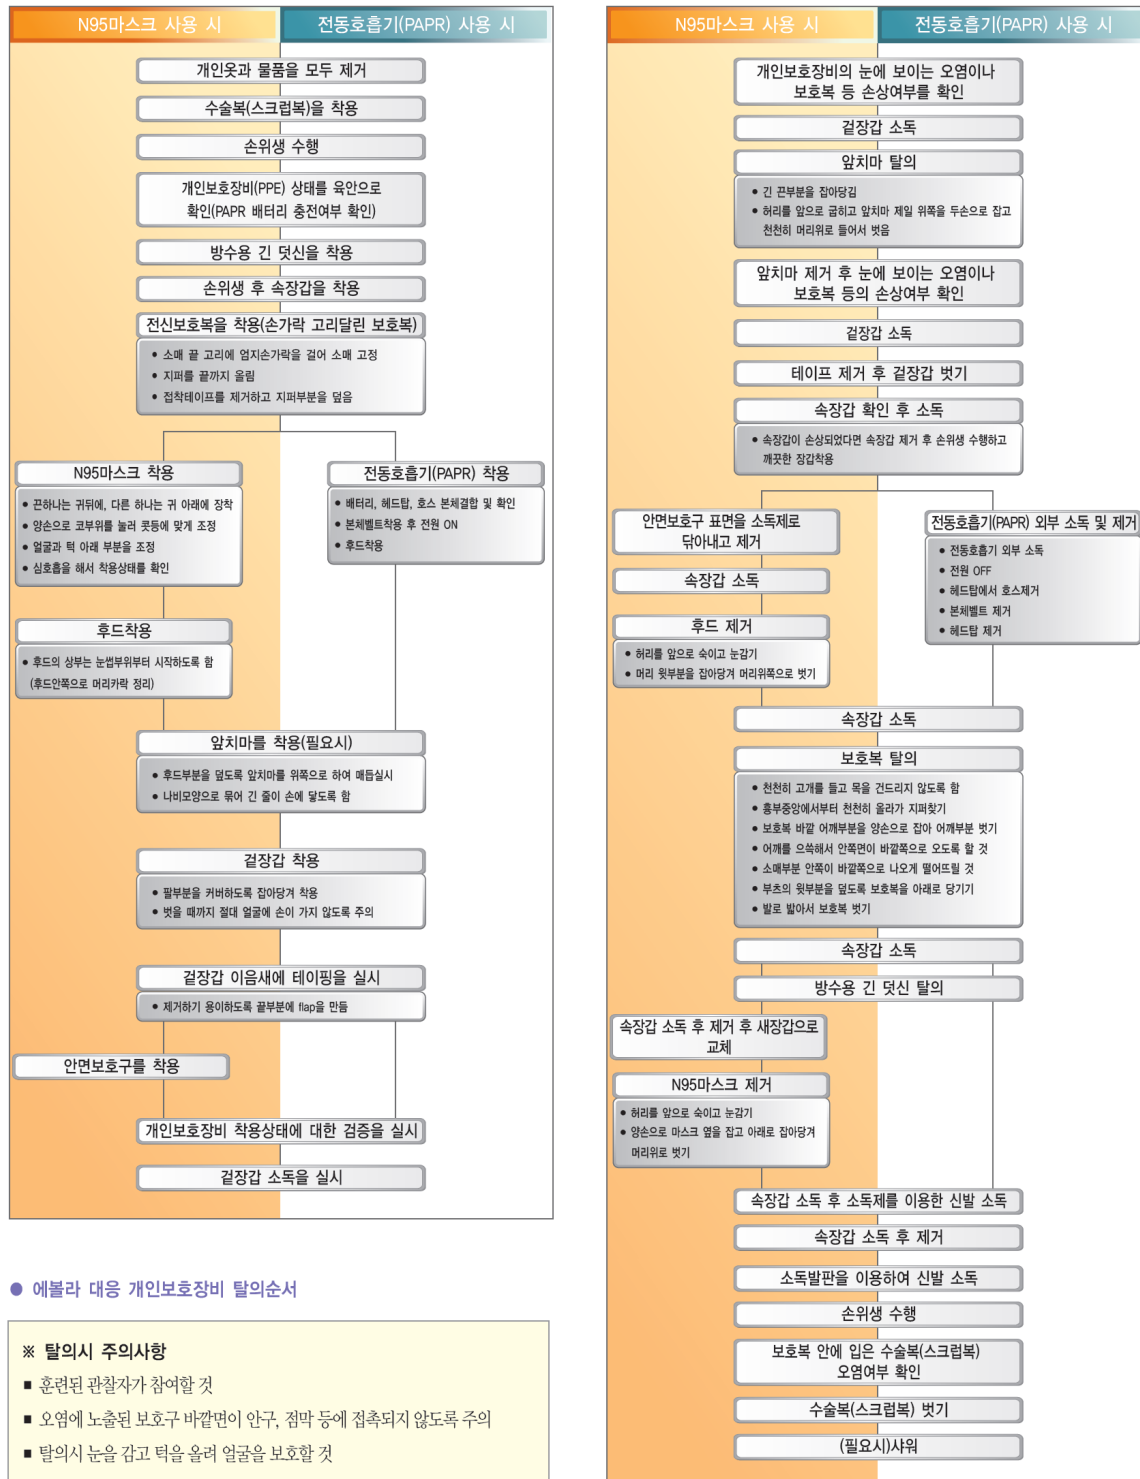 N95마스크 사용 시
전동호흡기(PAPR) 사용 시
개인옷과 물품을 모두 제거
수술복(스크럽복)을 착용
손위생 수행
개인보호장비(PPE) 상태를 육안으로
확인(PAPR 배터리 충전여부 확인)
방수용 긴 덧신을 착용
손위생 후 속장갑을 착용
전신보호복을 착용(손가락 고리달린 보호복)
• 소매 끝 고리에 엄지손가락을 걸어 소매 고정
• 지퍼를 끝까지 올림
• 접착테이프를 제거하고 지퍼부분을 덮음
N95마스크 착용
• 끈하나는 귀뒤에, 다른 하나는 귀 아래에 장착
• 양손으로 코부위를 눌러 콧등에 맞게 조정
• 얼굴과 턱 아래 부분을 조정
• 심호흡을 해서 착용상태를 확인
전동호흡기(PAPR) 착용
• 배터리, 헤드탑, 호스 본체결합 및 확인
• 본체벨트착용 후 전원 ON
• 후드착용
후드착용
• 후드의 상부는 눈썹부위부터 시작하도록 함
(후드안쪽으로 머리카락 정리)
앞치마를 착용(필요시)
• 후드부분을 덮도록 앞치마를 위쪽으로 하여 매듭실시
• 나비모양으로 묶어 긴 줄이 손에 닿도록 함
겉장갑 착용
• 팔부분을 커버하도록 잡아당겨 착용
• 벗을 때까지 절대 얼굴에 손이 가지 않도록 주의
겉장갑 이음새에 테이핑을 실시
• 제거하기 용이하도록 끝부분에 flap을 만듬
안면보호구를 착용
개인보호장비 착용상태에 대한 검증을 실시
겉장갑 소독을 실시
● 에볼라 대응 개인보호장비 탈의순서
※ 탈의시 주의사항
■ 훈련된 관찰자가 참여할 것
■ 오염에 노출된 보호구 바깥면이 안구, 점막 등에 접촉되지 않도록 주의
■ 탈의시 눈을 감고 턱을 올려 얼굴을 보호할 것
N95마스크 사용 시
전동호흡기(PAPR) 사용 시
개인보호장비의 눈에 보이는 오염이나
보호복 등 손상여부를 확인
겉장갑 소독
앞치마 탈의
• 긴 끈부분을 잡아당김
• 허리를 앞으로 굽히고 앞치마 제일 위쪽을 두손으로 잡고
천천히 머리위로 들어서 벗음
앞치마 제거 후 눈에 보이는 오염이나
보호복 등의 손상여부 확인
겉장갑 소독
테이프 제거 후 겉장갑 벗기
속장갑 확인 후 소독
• 속장갑이 손상되었다면 속장갑 제거 후 손위생 수행하고
깨끗한 장갑착용
안면보호구 표면을 소독제로
닦아내고 제거
속장갑 소독
후드 제거
• 허리를 앞으로 숙이고 눈감기
• 머리 윗부분을 잡아당겨 머리위쪽으로 벗기
전동호흡기(PAPR) 외부 소독 및 제거
• 전동호흡기 외부 소독
• 전원 OFF
• 헤드탑에서 호스제거
• 본체벨트 제거
• 헤드탑 제거
속장갑 소독
보호복 탈의
• 천천히 고개를 들고 목을 건드리지 않도록 함
• 흉부중앙에서부터 천천히 올라가 지퍼찾기
• 보호복 바깥 어깨부분을 양손으로 잡아 어깨부분 벗기
• 어깨를 으쓱해서 안쪽면이 바깥쪽으로 오도록 할 것
• 소매부분 안쪽이 바깥쪽으로 나오게 떨어뜨릴 것
• 부츠의 윗부분을 덮도록 보호복을 아래로 당기기
• 발로 밟아서 보호복 벗기
속장갑 소독
방수용 긴 덧신 탈의
속장갑 소독 후 제거 후 새장갑으로
교체
N95마스크 제거
• 허리를 앞으로 숙이고 눈감기
• 양손으로 마스크 옆을 잡고 아래로 잡아당겨
머리위로 벗기
속장갑 소독 후 소독제를 이용한 신발 소독
속장갑 소독 후 제거
소독발판을 이용하여 신발 소독
손위생 수행
보호복 안에 입은 수술복(스크럽복)
오염여부 확인
수술복(스크럽복) 벗기
(필요시)샤워